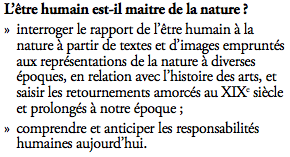 L'être humain est-il maitre de la nature ?
» interroger le rapport de l'être humain à la
nature à partir de textes et d'images empruntés
aux représentations de la nature à diverses
époques, en relation avec l'histoire des arts, et
saisir les retournements amorcés au XIXe siècle
et prolongés à notre époque ;
» comprendre et anticiper les responsabilités
humaines aujourd'hui.